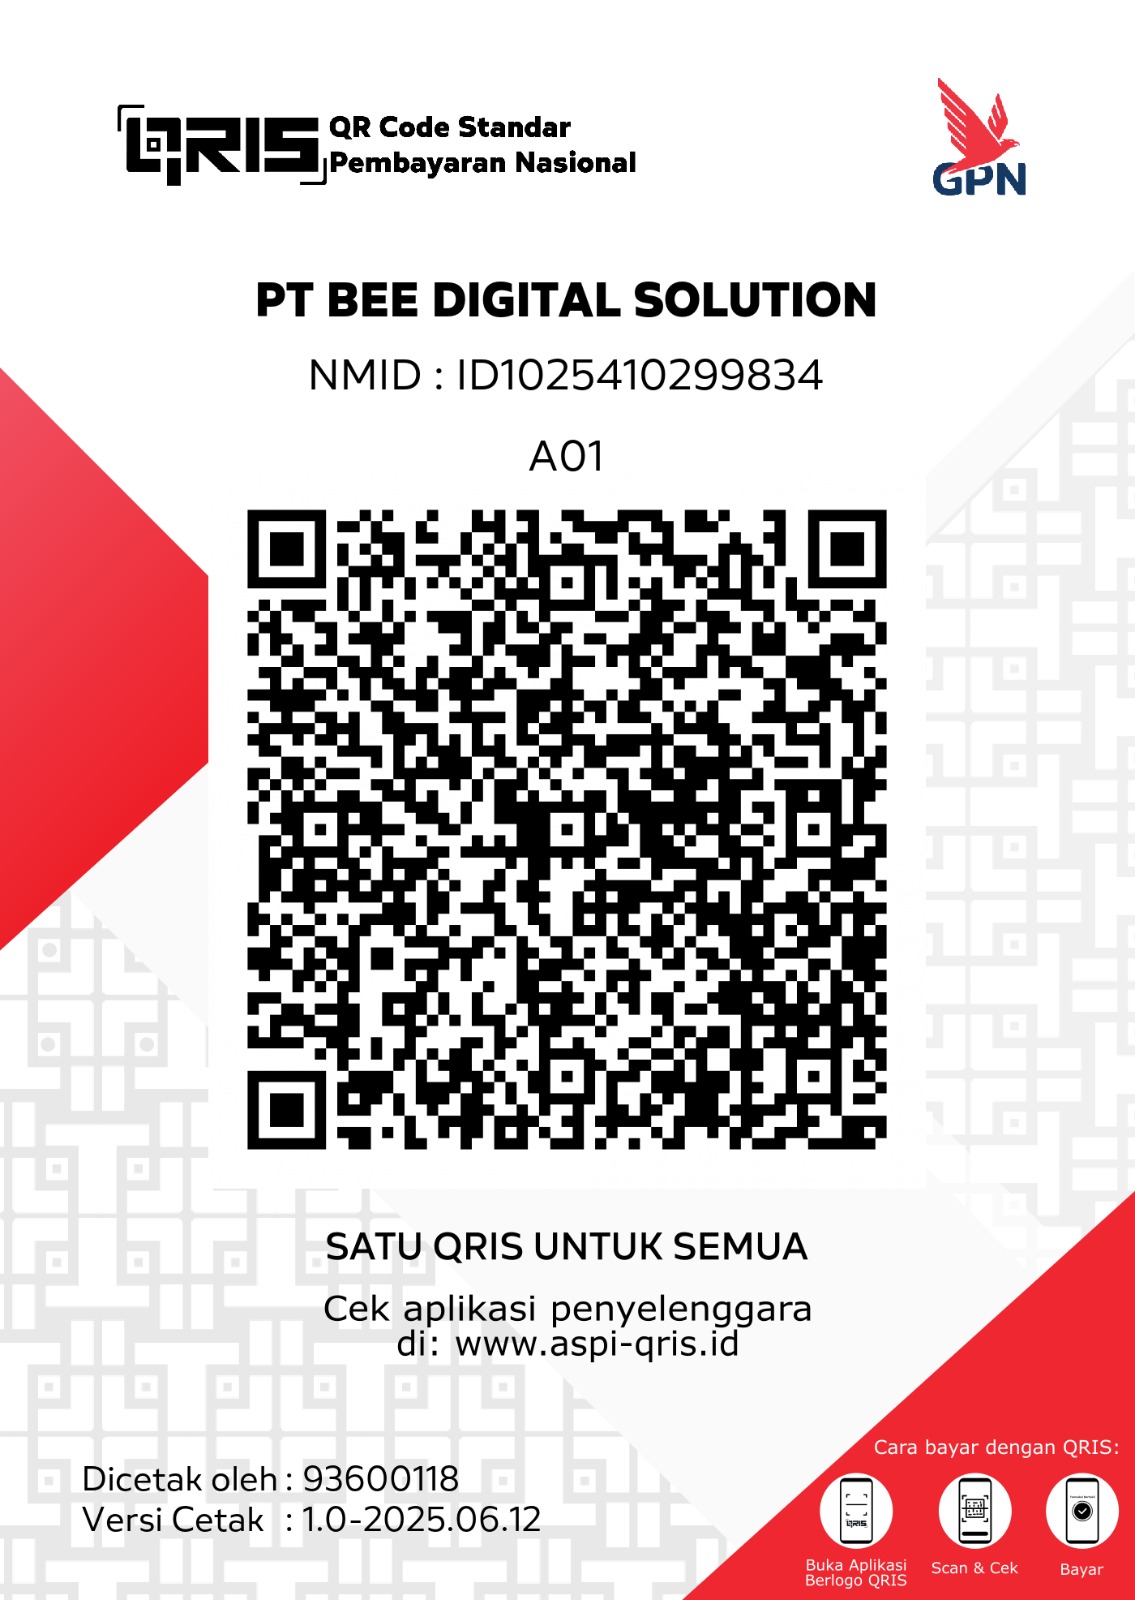 QRIS QR Code Standar
Pembayaran Nasional
GPN
PT BEE DIGITAL SOLUTION
NMID : ID1025410299834
A01
SATU QRIS UNTUK SEMUA
Cek aplikasi penyelenggara
di: www.aspi-qris.id
Dicetak oleh : 93600118
Versi Cetak : 1.0-2025.06.12
Cara bayar dengan QRIS:
QRIS
Buka Aplikasi
Berlogo QRIS
Scan & Cek
Bayar